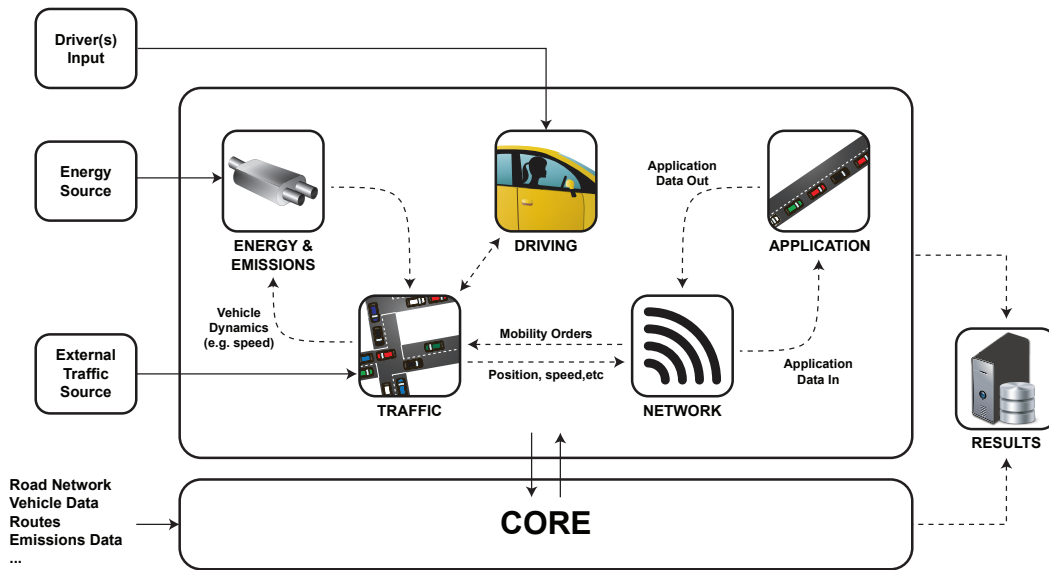 Driver(s)
Input
Energy
Source
External
Traffic
Source
Road Network
Vehicle Data
Routes
Emissions Data
...
ENERGY &
EMISSIONS
DRIVING
Application
Data Out
APPLICATION
Vehicle
Dynamics
(e.g. speed)
Mobility Orders
Position, speed,etc
Application
Data In
TRAFFIC
NETWORK
RESULTS
CORE